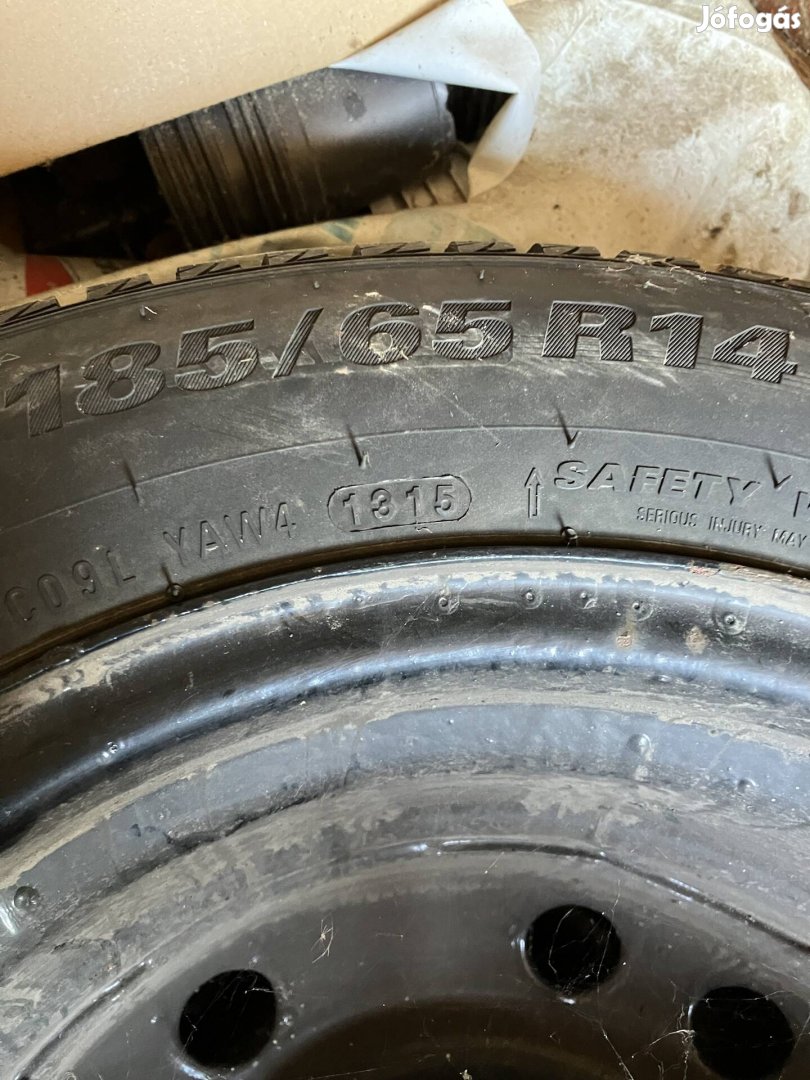 Jófogás
185/65 R14
C09L YAW4 1315 SAFETY
SERIOUS INJURY MAY